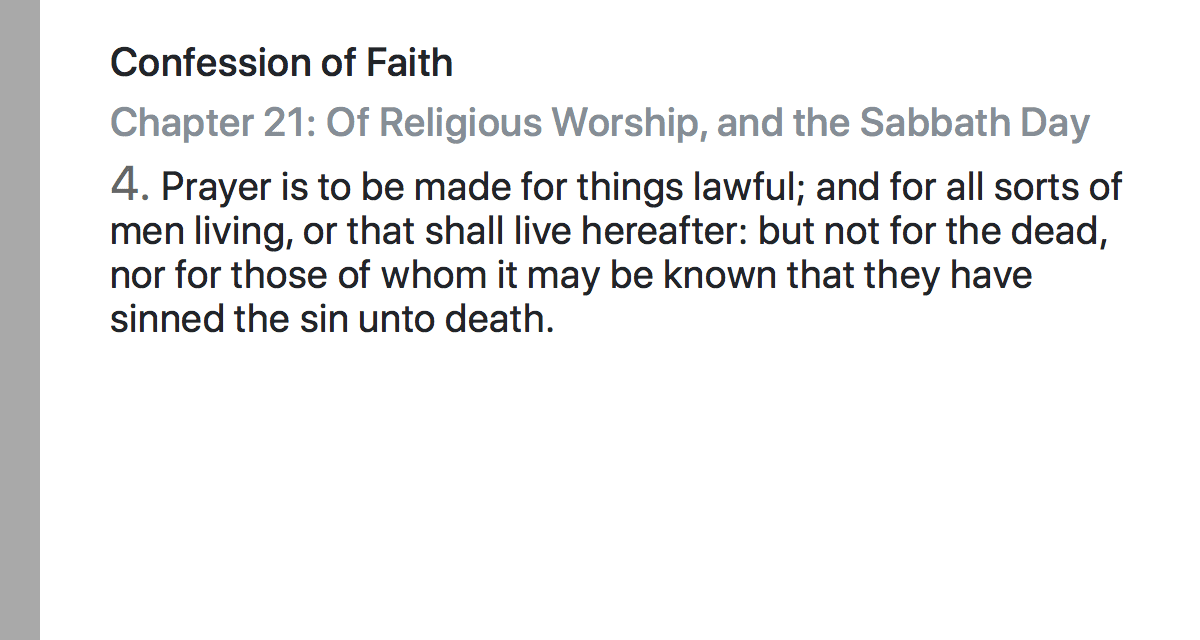 Confession of Faith
Chapter 21: Of Religious Worship, and the Sabbath Day
4. Prayer is to be made for things lawful; and for all sorts of
men living, or that shall live hereafter: but not for the dead,
nor for those of whom it may be known that they have
sinned the sin unto death.